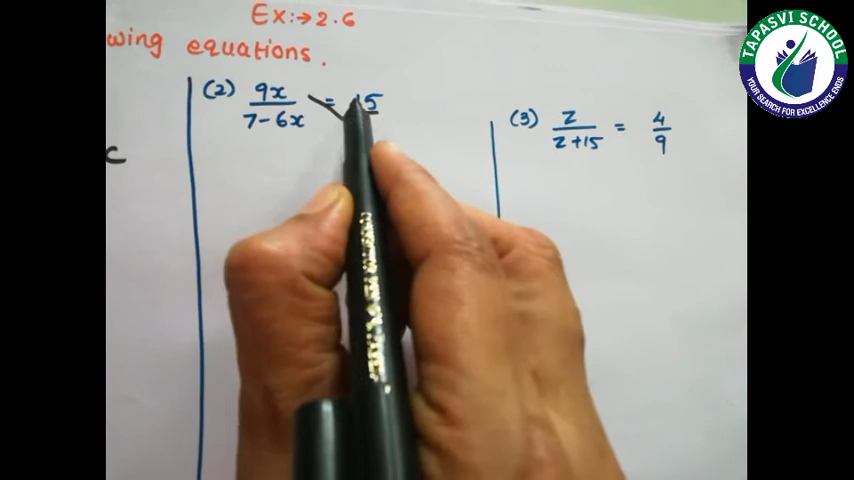 Ex:→2.6
wing equations.
(2) 9x = 15
7-6x
(3) z = 4
z+15 9
c
TAPASVI SCHOOL
YOUR SEARCH FOR EXCELLENCE ENDS